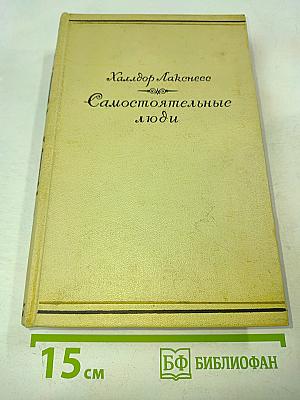 Халлдор Лакснесс
Самостоятельные
люди
15 см
БФ БИБЛИОФАН